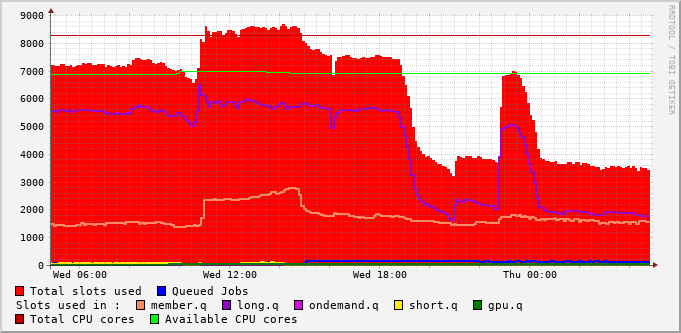 9000
8000
7000
6000
5000
4000
3000
2000
1000
0
Wed 06:00 Wed 12:00 Wed 18:00 Thu 00:00
RRDTOOL / TOBI OETIKER
Total slots used Queued Jobs
Slots used in : member.q long.q ondemand.q short.q gpu.q
Total CPU cores Available CPU cores